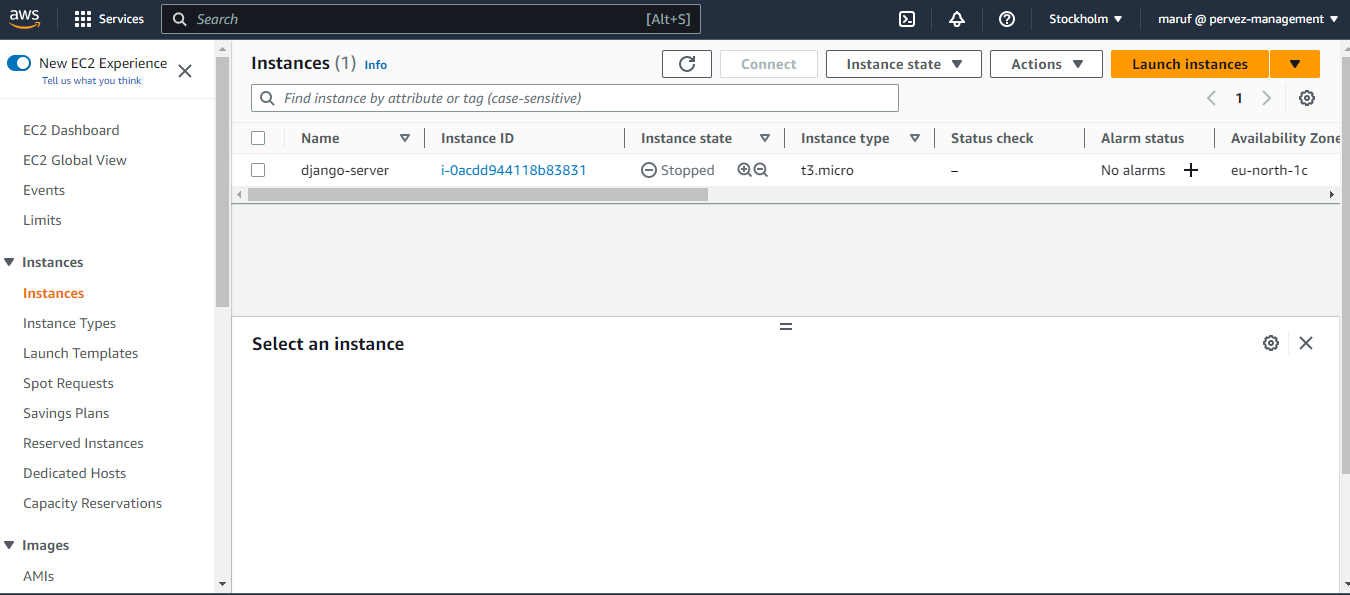 aws Services Search [Alt+S] Stockholm maruf @ pervez-management
New EC2 Experience
Tell us what you think
EC2 Dashboard
EC2 Global View
Events
Limits
Instances
Instances
Instance Types
Launch Templates
Spot Requests
Savings Plans
Reserved Instances
Dedicated Hosts
Capacity Reservations
Images
AMIs
Instances (1) Info Connect Instance state Actions Launch instances
Find instance by attribute or tag (case-sensitive) 1
Name Instance ID Instance state Instance type Status check Alarm status Availability Zone
django-server i-0acdd944118b83831 Stopped t3.micro – No alarms eu-north-1c
Select an instance